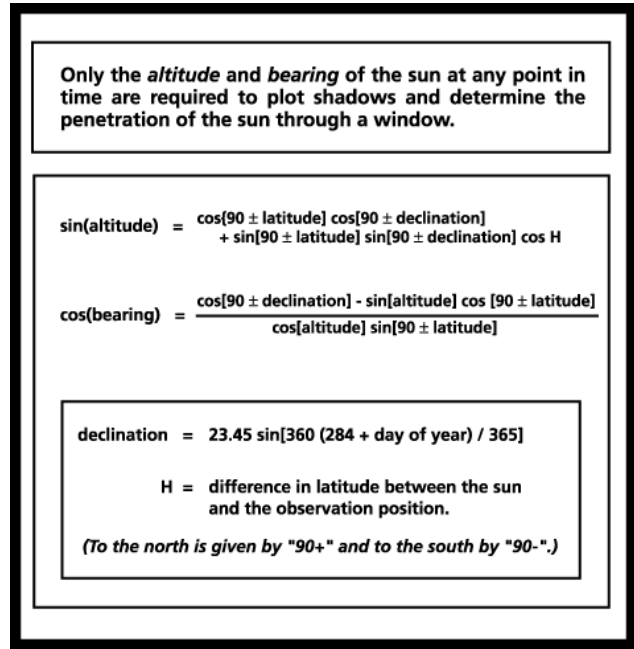 Only the altitude and bearing of the sun at any point in
time are required to plot shadows and determine the
penetration of the sun through a window.
sin(altitude) = cos[90 ± latitude] cos[90 ± declination]
+ sin[90 ± latitude] sin[90 ± declination] cos H
cos(bearing) = cos[90 ± declination] - sin[altitude] cos [90 ± latitude]
cos[altitude] sin[90 ± latitude]
declination = 23.45 sin[360 (284 + day of year) / 365]
H = difference in latitude between the sun
and the observation position.
(To the north is given by "90+" and to the south by "90-".)